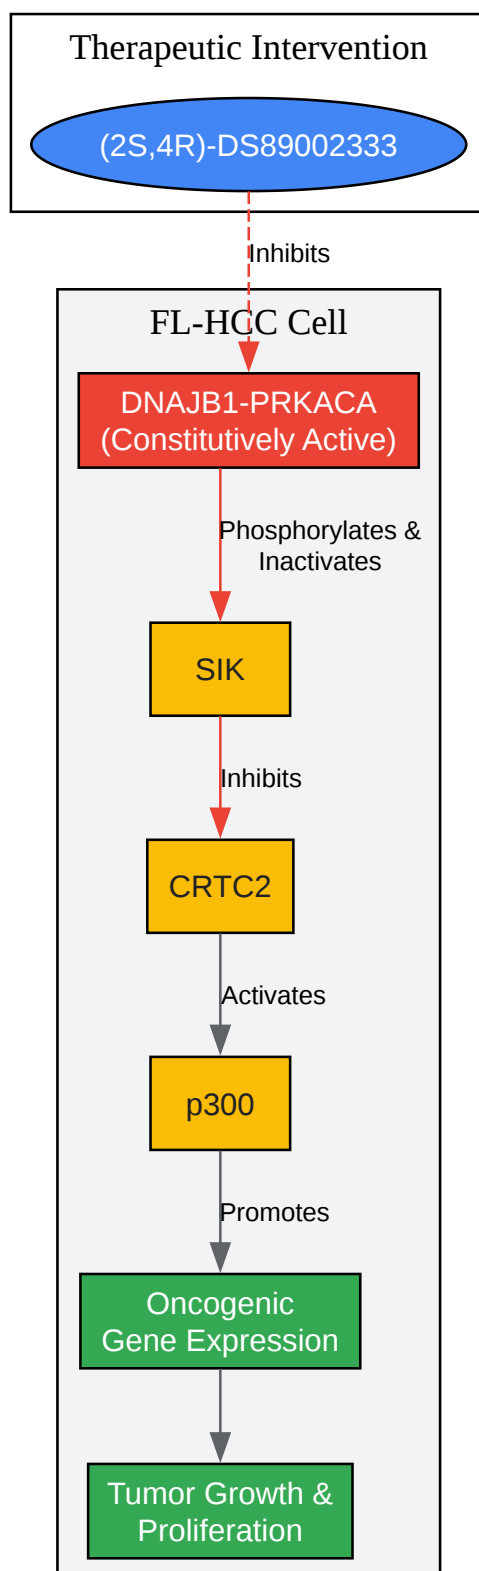 Therapeutic Intervention
(2S,4R)-DS89002333
Inhibits
FL-HCC Cell
DNAJB1-PRKACA
(Constitutively Active)
Phosphorylates &
Inactivates
SIK
Inhibits
CRTC2
Activates
p300
Promotes
Oncogenic
Gene Expression
Tumor Growth &
Proliferation